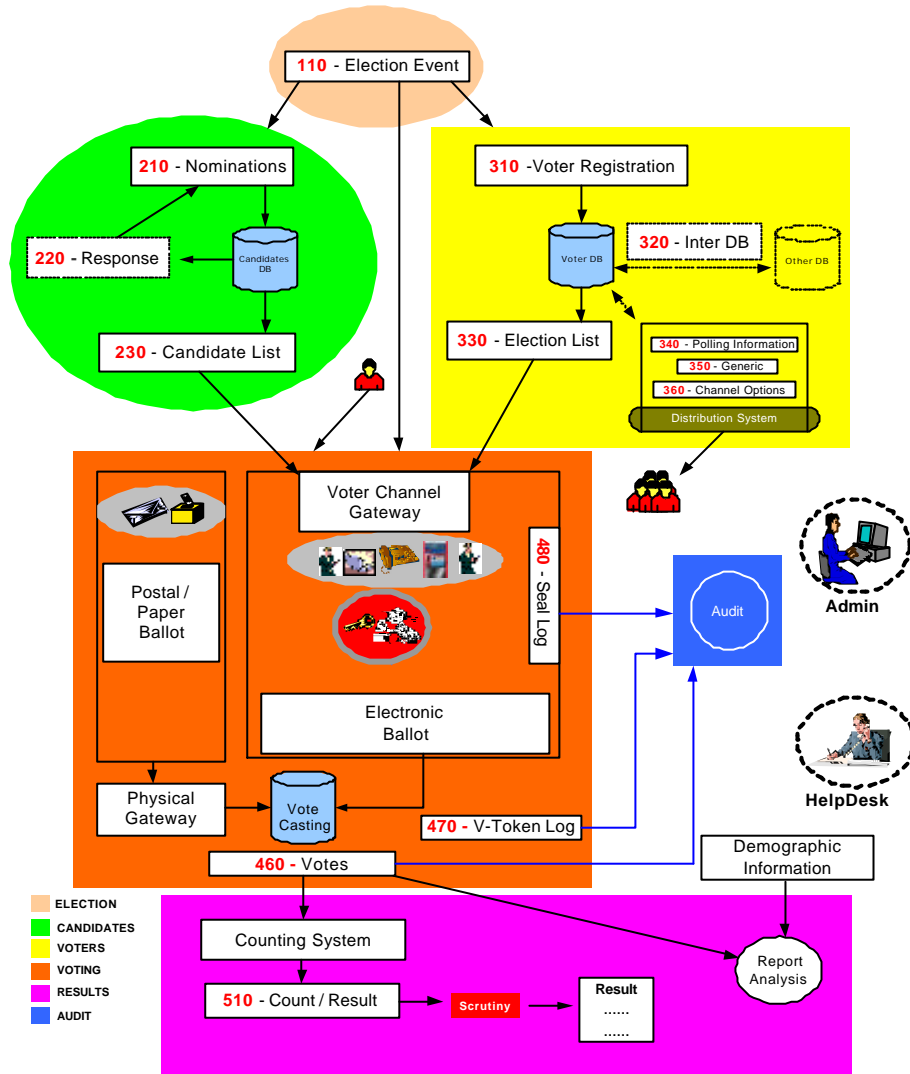 110 - Election Event
210 - Nominations
310 -Voter Registration
220 - Response
Candidates
DB
Voter DB
320 - Inter DB
Other DB
230 - Candidate List
330 - Election List
340 - Polling Information
350 - Generic
360 - Channel Options
Distribution System
Voter Channel
Gateway
480 - Seal Log
Postal /
Paper
Ballot
Audit
Admin
Electronic
Ballot
Physical
Gateway
Vote
Casting
470 - V-Token Log
HelpDesk
460 - Votes
Demographic
Information
ELECTION
CANDIDATES
VOTERS
VOTING
RESULTS
AUDIT
Counting System
Report
Analysis
510 - Count / Result
Scrutiny
Result
......
......